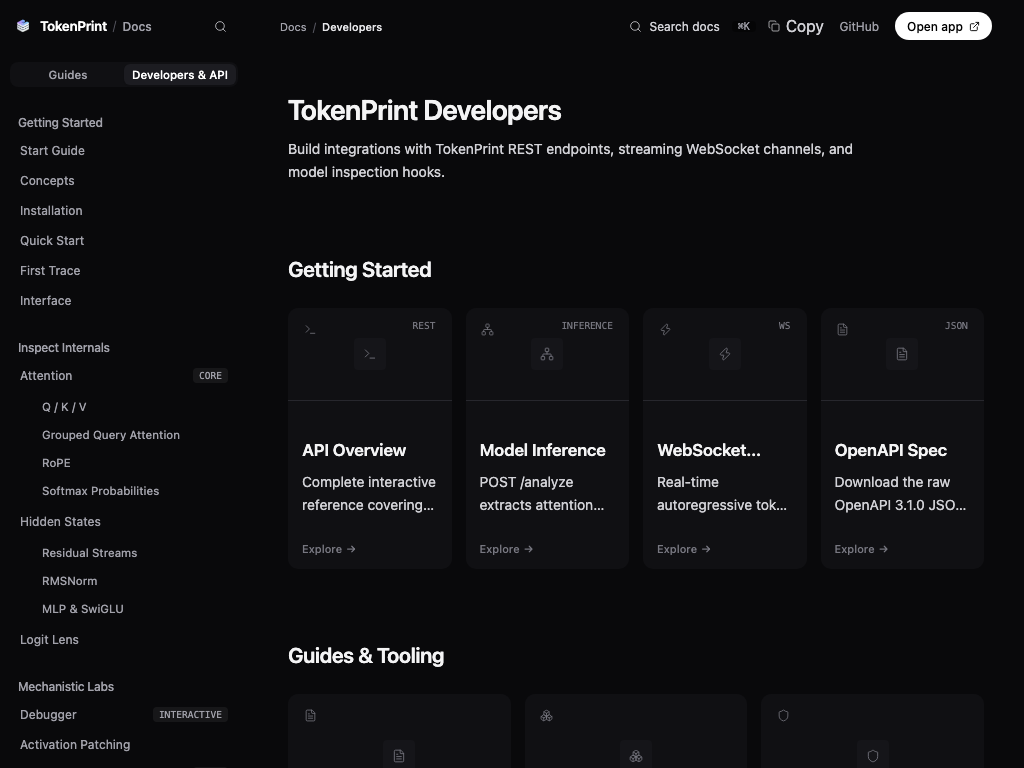 TokenPrint / Docs
Docs / Developers
Search docs ⌘K
Copy
GitHub
Open app
Guides
Developers & API
Getting Started
Start Guide
Concepts
Installation
Quick Start
First Trace
Interface
Inspect Internals
Attention CORE
Q / K / V
Grouped Query Attention
RoPE
Softmax Probabilities
Hidden States
Residual Streams
RMSNorm
MLP & SwiGLU
Logit Lens
Mechanistic Labs
Debugger INTERACTIVE
Activation Patching
TokenPrint Developers
Build integrations with TokenPrint REST endpoints, streaming WebSocket channels, and
model inspection hooks.
Getting Started
REST
API Overview
Complete interactive
reference covering...
Explore →
INFERENCE
Model Inference
POST /analyze
extracts attention...
Explore →
WS
WebSocket...
Real-time
autoregressive tok...
Explore →
JSON
OpenAPI Spec
Download the raw
OpenAPI 3.1.0 JSO...
Explore →
Guides & Tooling